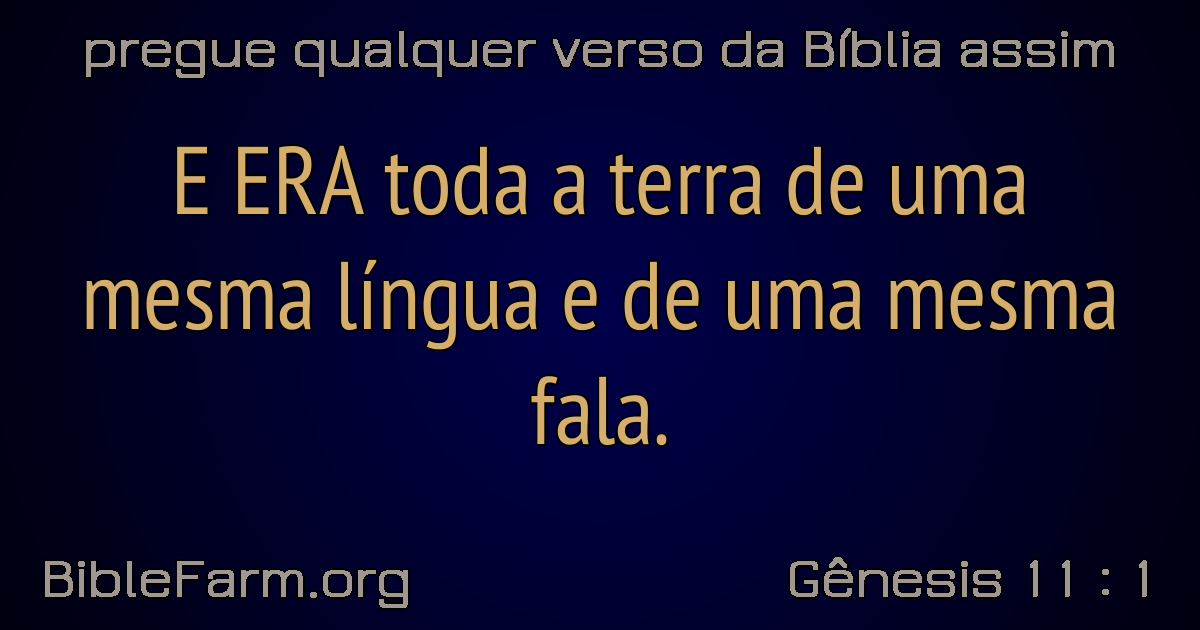 pregue qualquer verso da Bíblia assim
E ERA toda a terra de uma
mesma língua e de uma mesma
fala.
BibleFarm.org
Gênesis 11 : 1